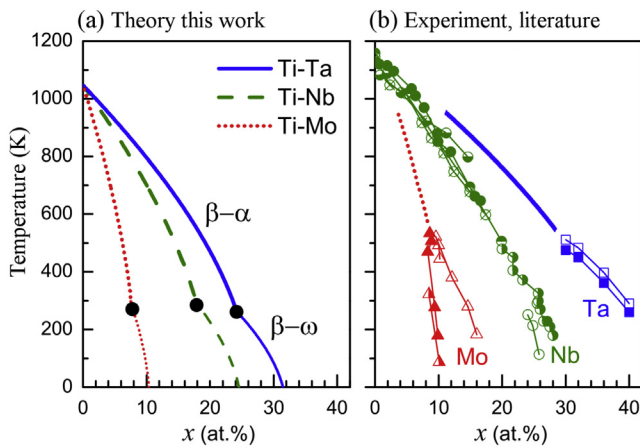 (a) Theory this work
(b) Experiment, literature
Temperature (K)
1200
1000
800
600
400
200
0
Ti-Ta
Ti-Nb
Ti-Mo
β−α
β−ω
0 10 20 30 40
x (at.%)
Mo
Nb
Ta
0 10 20 30 40
x (at.%)